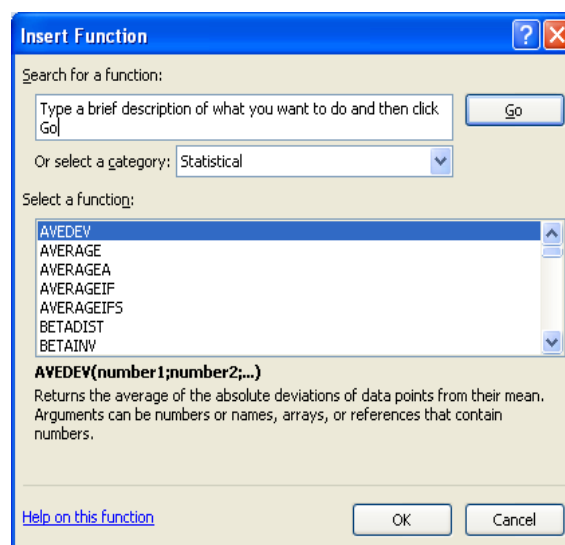 Insert Function
Search for a function:
Type a brief description of what you want to do and then click
Go
Go
Or select a category: Statistical
Select a function:
AVEDEV
AVERAGE
AVERAGEA
AVERAGEIF
AVERAGEIFS
BETADIST
BETAINV
AVEDEV(number1;number2;...)
Returns the average of the absolute deviations of data points from their mean.
Arguments can be numbers or names, arrays, or references that contain
numbers.
Help on this function
OK
Cancel